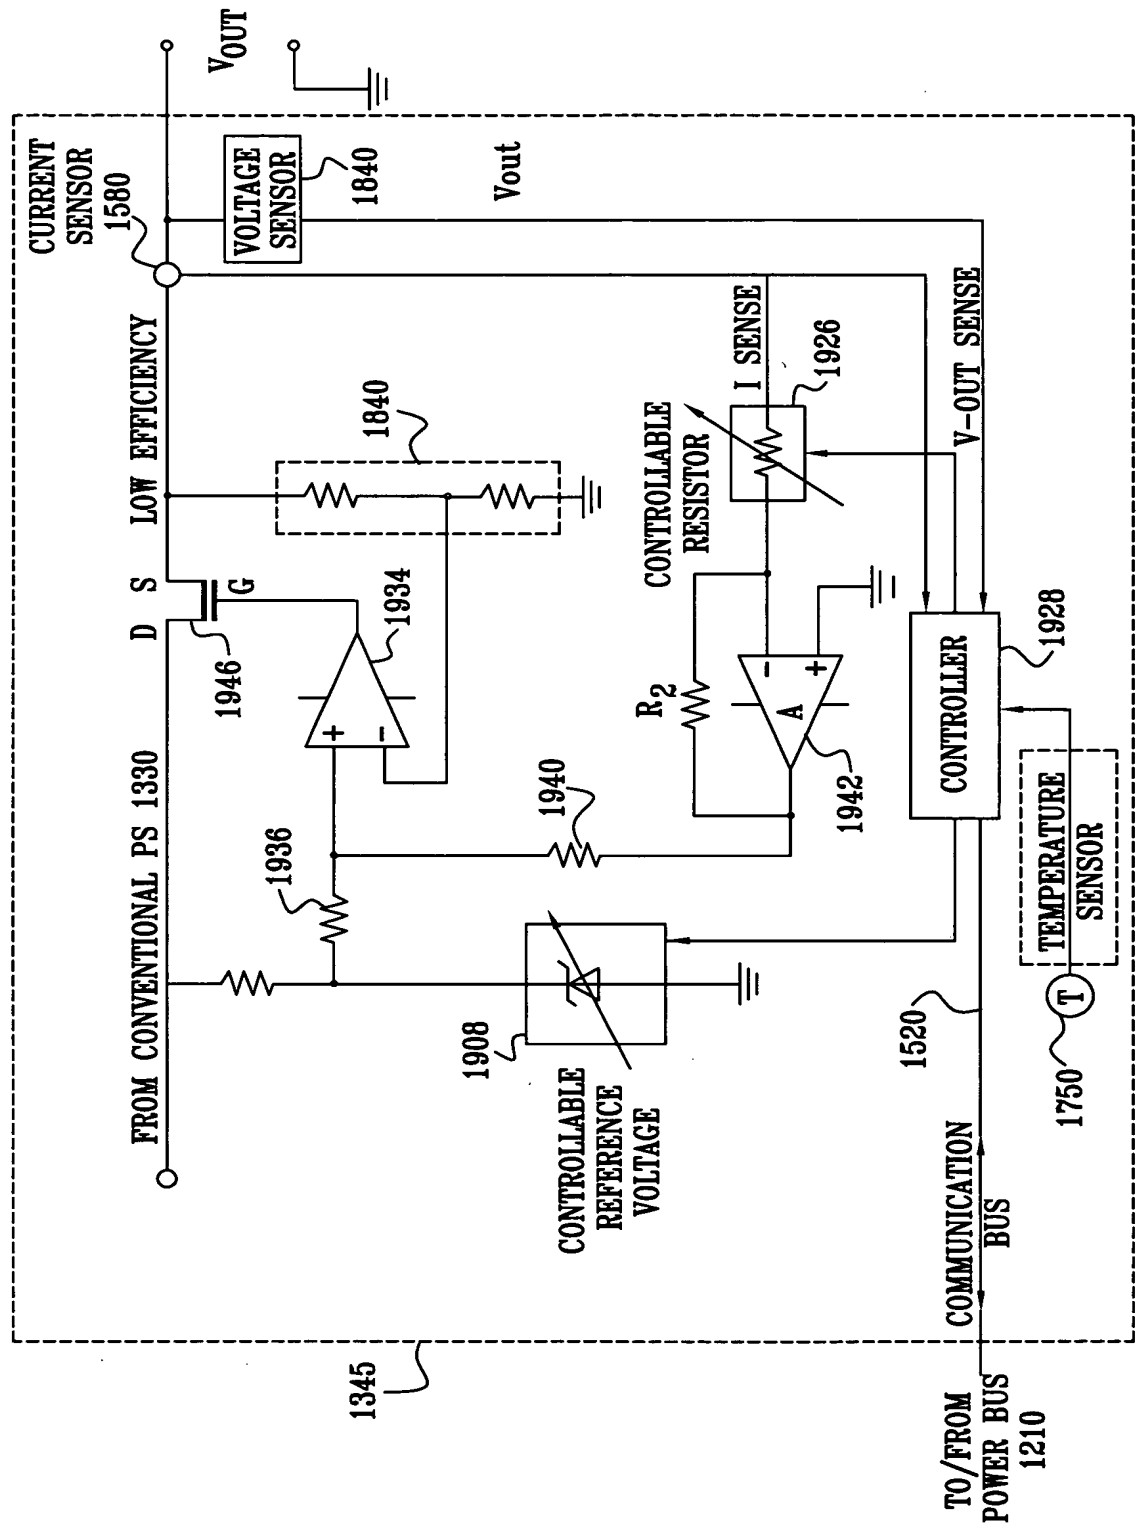 FROM CONVENTIONAL PS 1330
D
S
LOW EFFICIENCY
CURRENT
SENSOR
1580
VOUT
G
1946
VOLTAGE
SENSOR
1840
1936
+
-
1934
1840
Vout
1908
CONTROLLABLE
REFERENCE
VOLTAGE
1940
R2
CONTROLLABLE
RESISTOR
I SENSE
1926
-
+
A
1942
1345
COMMUNICATION
BUS
1520
CONTROLLER
1928
V-OUT SENSE
TO/FROM
POWER BUS
1210
T
1750
TEMPERATURE
SENSOR